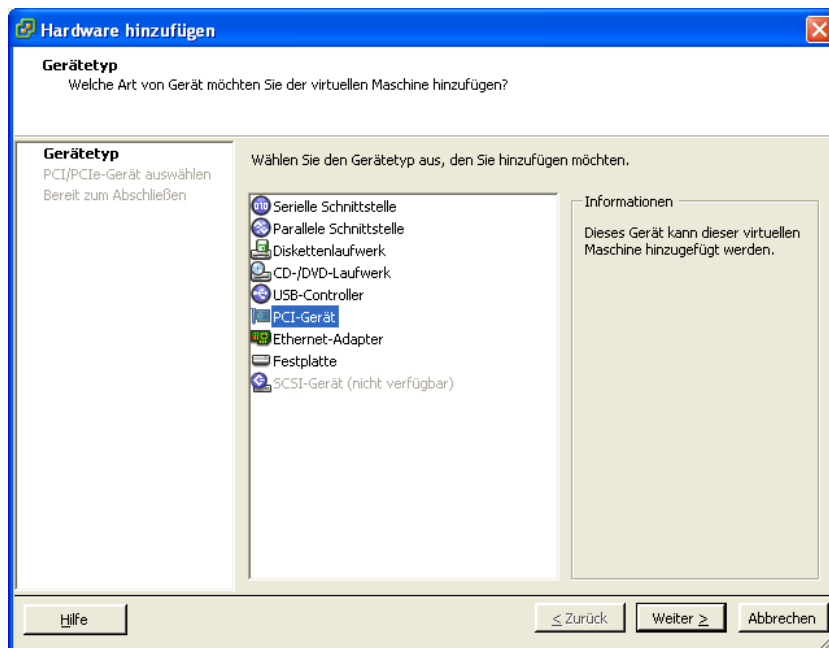 Hardware hinzufügen
Gerätetyp
Welche Art von Gerät möchten Sie der virtuellen Maschine hinzufügen?
Gerätetyp
PCI/PCIe-Gerät auswählen
Bereit zum Abschließen
Wählen Sie den Gerätetyp aus, den Sie hinzufügen möchten.
Serielle Schnittstelle
Parallele Schnittstelle
Diskettenlaufwerk
CD-/DVD-Laufwerk
USB-Controller
PCI-Gerät
Ethernet-Adapter
Festplatte
SCSI-Gerät (nicht verfügbar)
Informationen
Dieses Gerät kann dieser virtuellen
Maschine hinzugefügt werden.
Hilfe
< Zurück
Weiter >
Abbrechen